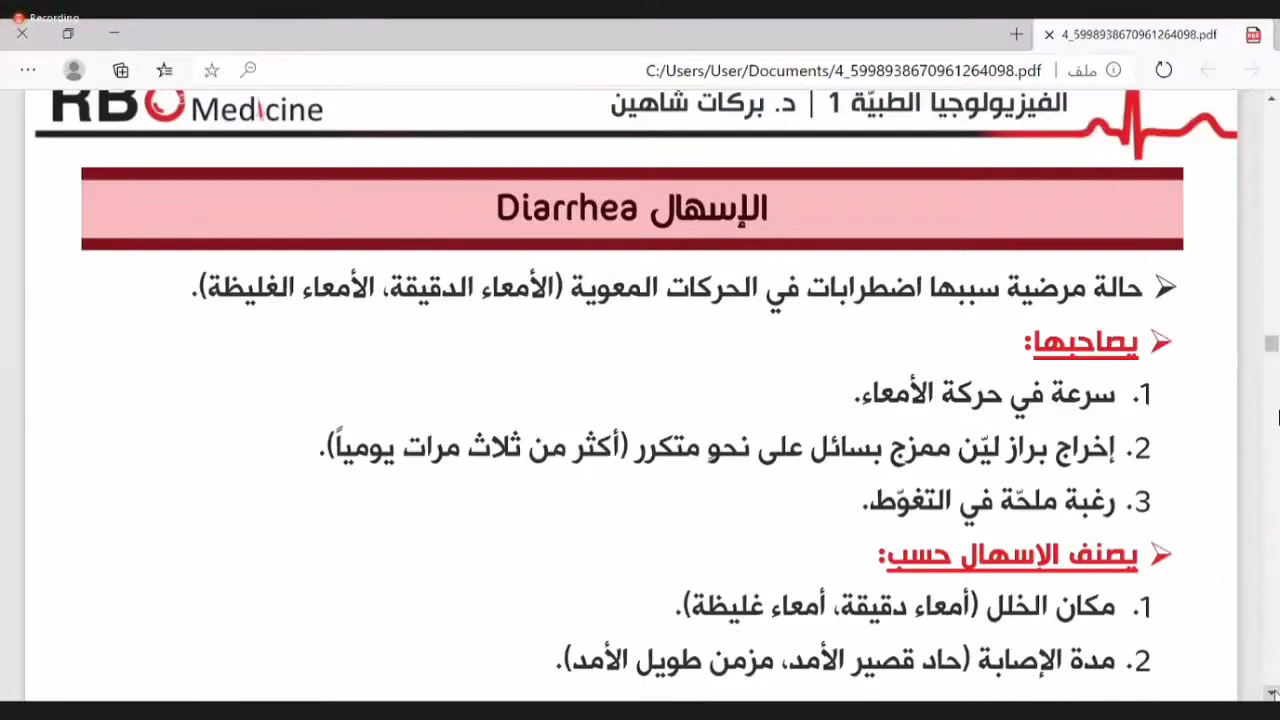 Recording
4_5998938670961264098.pdf
C:/Users/User/Documents/4_5998938670961264098.pdf | ملف
RBO Medicine
الفيزيولوجيا الطبيّة 1 | د. بركات شاهين
الإسهال Diarrhea
حالة مرضية سببها اضطرابات في الحركات المعوية (الأمعاء الدقيقة، الأمعاء الغليظة).
يصاحبها:
1. سرعة في حركة الأمعاء.
2. إخراج براز ليّن ممزج بسائل على نحوٍ متكرر (أكثر من ثلاث مرات يومياً).
3. رغبة ملحّة في التغوّط.
يصنف الإسهال حسب:
1. مكان الخلل (أمعاء دقيقة، أمعاء غليظة).
2. مدة الإصابة (حاد قصير الأمد، مزمن طويل الأمد).